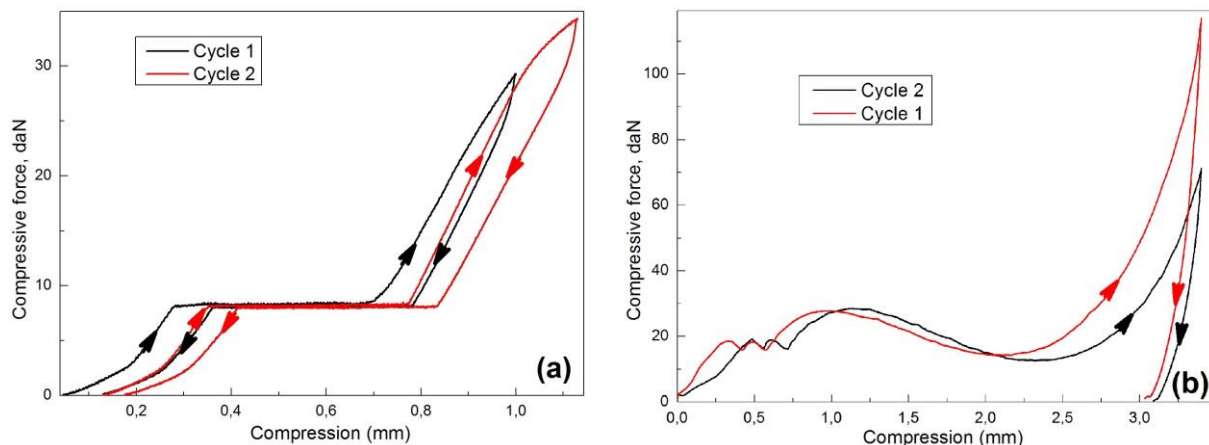 Cycle 1
Cycle 2
Compressive force, daN
30
20
10
0
0,2
0,4
0,6
0,8
1,0
Compression (mm)
(a)
Cycle 2
Cycle 1
Compressive force, daN
100
80
60
40
20
0
0,0
0,5
1,0
1,5
2,0
2,5
3,0
Compression (mm)
(b)